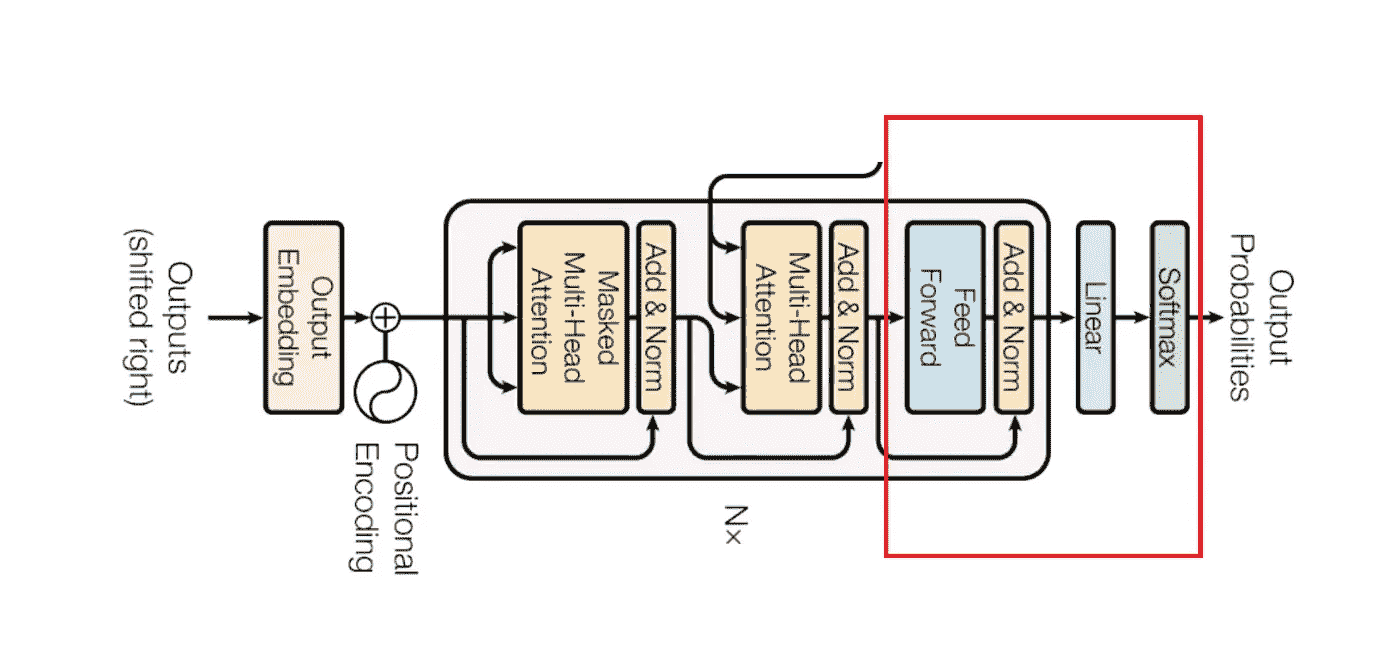 Outputs
(shifted right)
Output
Embedding
Positional
Encoding
Masked
Multi-Head
Attention
Add & Norm
Multi-Head
Attention
Add & Norm
Feed
Forward
Add & Norm
Nx
Linear
Softmax
Output
Probabilities